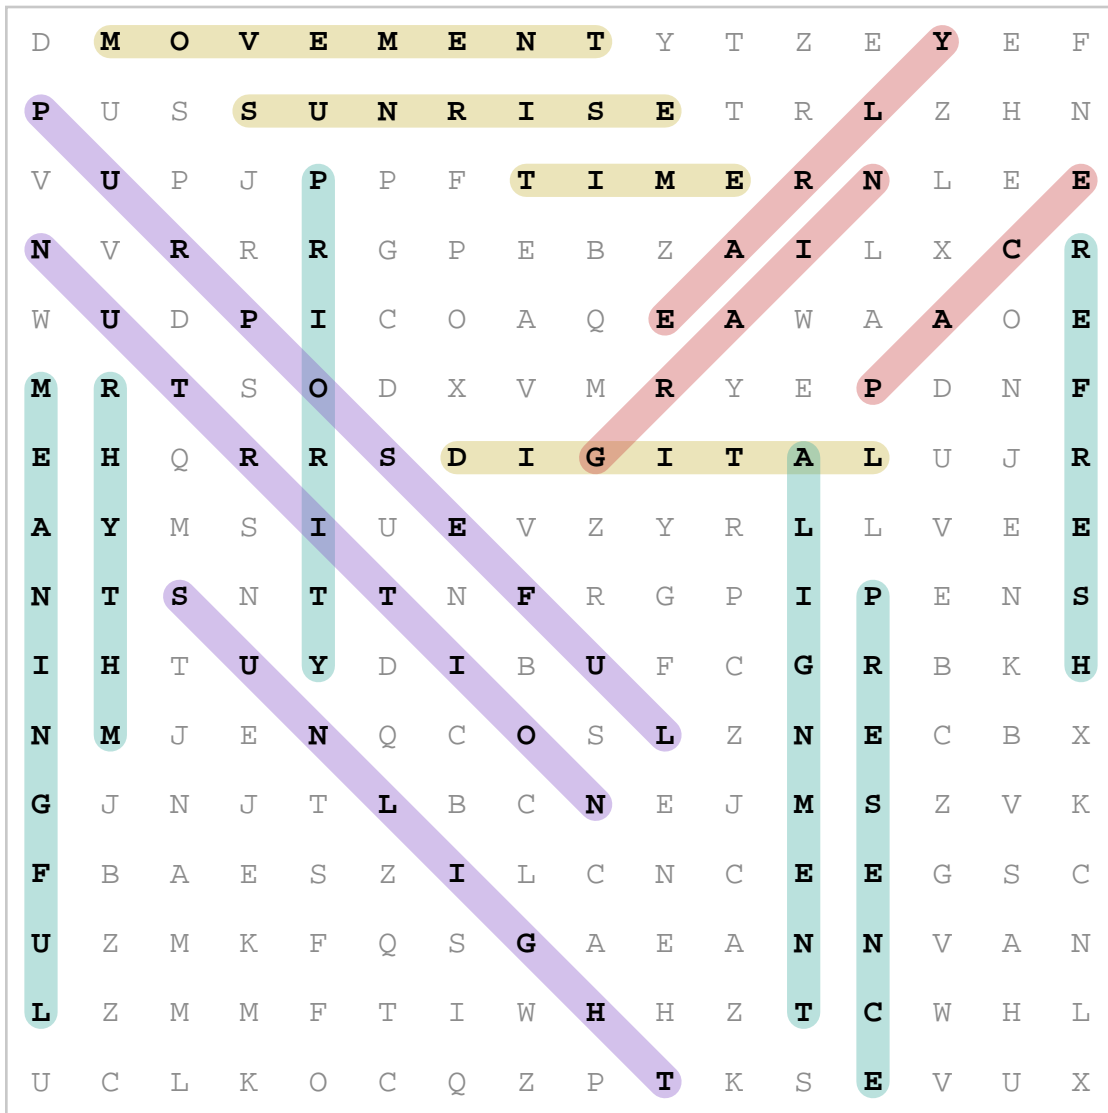 D M O V E M E N T Y T Z E Y E F
P U S S U N R I S E T R L Z H N
V U P J P P F T I M E R N L E E
N V R R R G P E B Z A I L X C R
W U D P I C O A Q E A W A A O E
M R T S O D X V M R Y E P D N F
E H Q R R S D I G I T A L U J R
A Y M S I U E V Z Y R L L V E E
N T S N T T N F R G P I P E N S
I H T U Y D I B U F C G R B K H
N M J E N Q C O S L Z N E C B X
G J N J T L B C N E J M S Z V K
F B A E S Z I L C N C E E G S C
U Z M K F Q S G A E A N N V A N
L Z M M F T I W H H Z T C W H L
U C L K O C Q Z P T K S E V U X